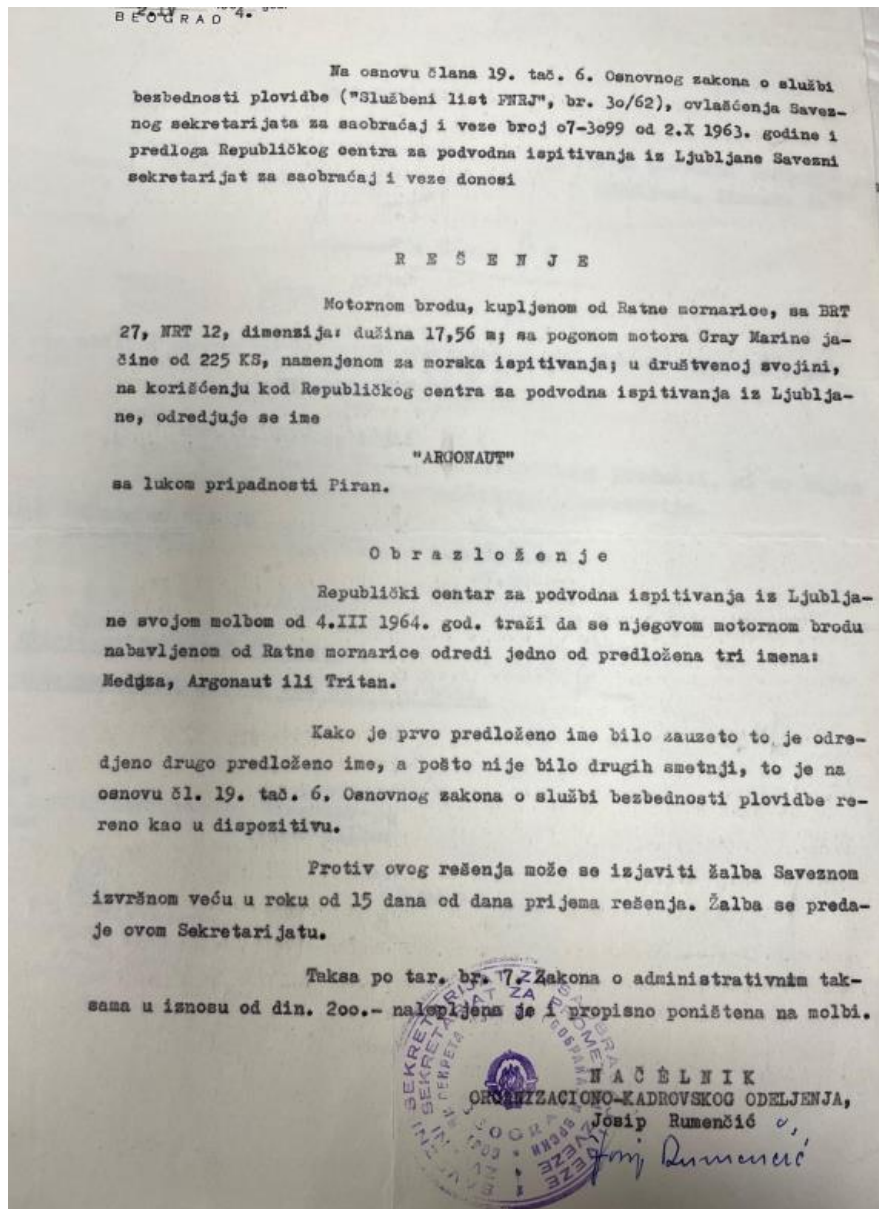 2.IV 4.
BEOGRAD
Na osnovu člana 19. tač. 6. Osnovnog zakona o službi
bezbednosti plovidbe ("Službeni list FNRJ", br. 3o/62), ovlašćenja Savez-
nog sekretarijata za saobraćaj i veze broj o7-3o99 od 2.X 1963. godine i
predloga Republičkog centra za podvodna ispitivanja iz Ljubljane Savezni
sekretarijat za saobraćaj i veze donosi
R E Š E N J E
Motornom brodu, kupljenom od Ratne mornarice, sa BRT
27, NRT 12, dimenzija: dužina 17,56 m; sa pogonom motora Gray Marine ja-
čine od 225 KS, namenjenom za morska ispitivanja; u društvenoj svojini,
na korišćenju kod Republičkog centra za podvodna ispitivanja iz Ljublja-
ne, odredjuje se ime
"ARGONAUT"
sa lukom pripadnosti Piran.
O b r a z l o ž e n j e
Republički centar za podvodna ispitivanja iz Ljublja-
ne svojom molbom od 4.III 1964. god. traži da se njegovom motornom brodu
nabavljenom od Ratne mornarice odredi jedno od predložena tri imena:
Meduza, Argonaut ili Tritan.
Kako je prvo predloženo ime bilo zauzeto to je odre-
djeno drugo predloženo ime, a pošto nije bilo drugih smetnji, to je na
osnovu čl. 19. tač. 6. Osnovnog zakona o službi bezbednosti plovidbe re-
reno kao u dispozitivu.
Protiv ovog rešenja može se izjaviti žalba Saveznom
izvršnom veću u roku od 15 dana od dana prijema rešenja. Žalba se preda-
je ovom Sekretarijatu.
Taksa po tar. br. 7. Zakona o administrativnim tak-
sama u iznosu od din. 2oo.- nalepljena je i propisno poništena na molbi.
N A Č E L N I K
ORGANIZACIONO-KADROVSKOG ODELJENJA,
Josip Rumenčić
Josip Rumenčić